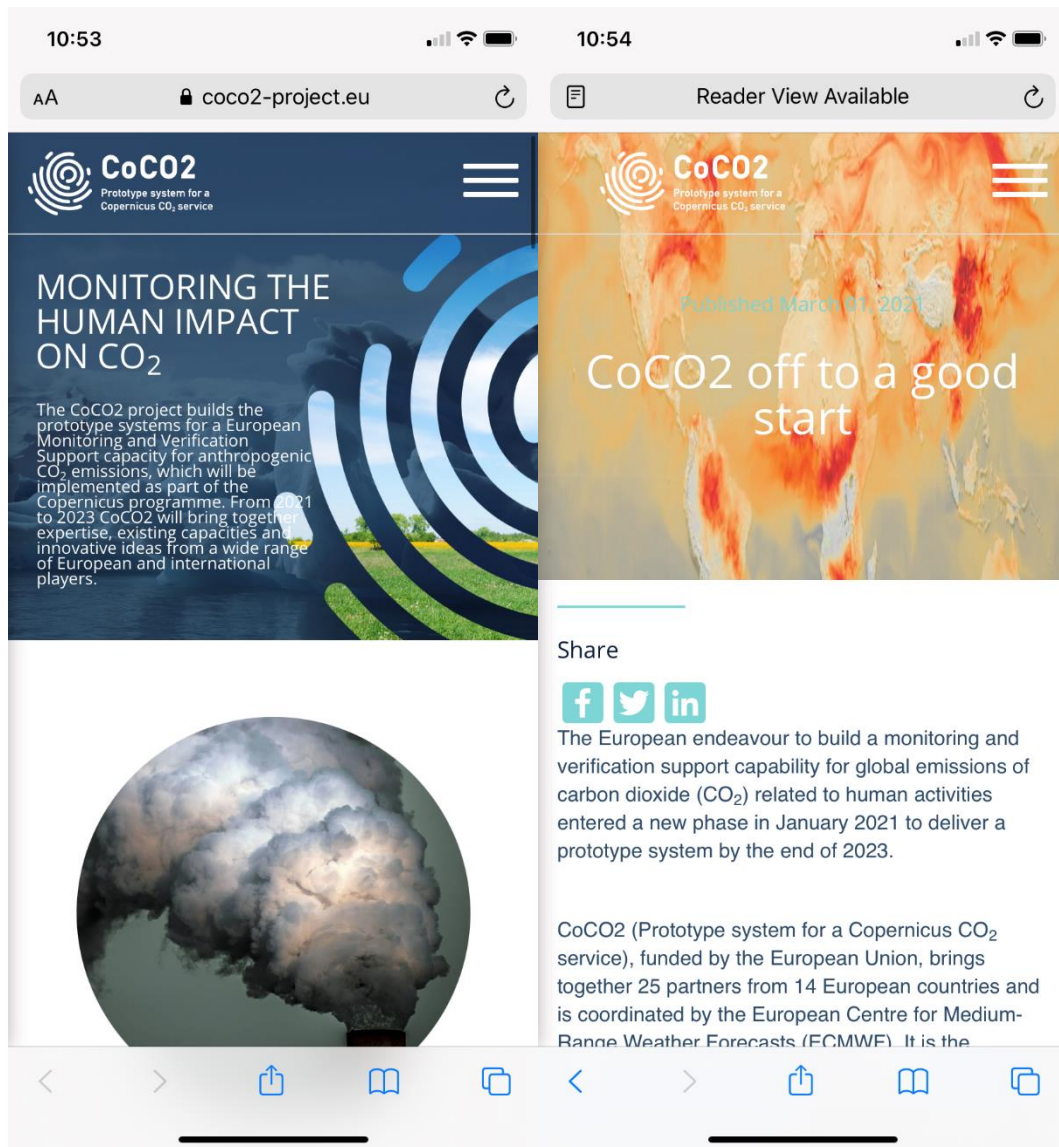 10:53
AA coco2-project.eu
CoCO2
Prototype system for a
Copernicus CO₂ service
MONITORING THE
HUMAN IMPACT
ON CO₂
The CoCO2 project builds the
prototype systems for a European
Monitoring and Verification
Support capacity for anthropogenic
CO₂ emissions, which will be
implemented as part of the
Copernicus programme. From 2021
to 2023 CoCO2 will bring together
expertise, existing capacities and
innovative ideas from a wide range
of European and international
players.
10:54
Reader View Available
CoCO2
Prototype system for a
Copernicus CO₂ service
Published March 01, 2021
CoCO2 off to a good
start
Share
f in
The European endeavour to build a monitoring and
verification support capability for global emissions of
carbon dioxide (CO₂) related to human activities
entered a new phase in January 2021 to deliver a
prototype system by the end of 2023.
CoCO2 (Prototype system for a Copernicus CO₂
service), funded by the European Union, brings
together 25 partners from 14 European countries and
is coordinated by the European Centre for Medium-
Range Weather Forecasts (ECMWF). It is the